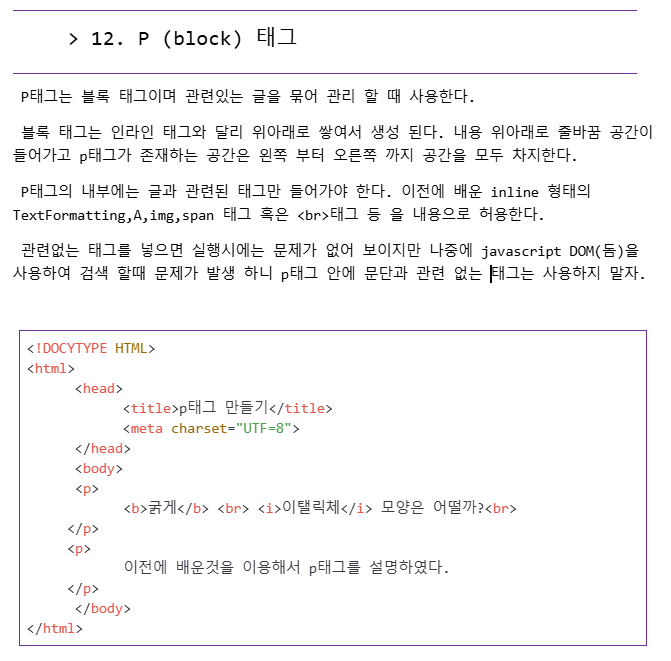 > 12. P (block) 태그
P태그는 블록 태그이며 관련있는 글을 묶어 관리 할 때 사용한다.
블록 태그는 인라인 태그와 달리 위아래로 쌓여서 생성 된다. 내용 위아래로 줄바꿈 공간이
들어가고 p태그가 존재하는 공간은 왼쪽 부터 오른쪽 까지 공간을 모두 차지한다.
P태그의 내부에는 글과 관련된 태그만 들어가야 한다. 이전에 배운 inline 형태의
TextFormatting,A,img,span 태그 혹은 <br>태그 등 을 내용으로 허용한다.
관련없는 태그를 넣으면 실행시에는 문제가 없어 보이지만 나중에 javascript DOM(돔)을
사용하여 검색 할때 문제가 발생 하니 p태그 안에 문단과 관련 없는 태그는 사용하지 말자.
<!DOCYTYPE HTML>
<html>
<head>
<title>p태그 만들기</title>
<meta charset="UTF=8">
</head>
<body>
<p>
<b>굵게</b> <br> <i>이탤릭체</i> 모양은 어떨까?<br>
</p>
<p>
이전에 배운것을 이용해서 p태그를 설명하였다.
</p>
</body>
</html>